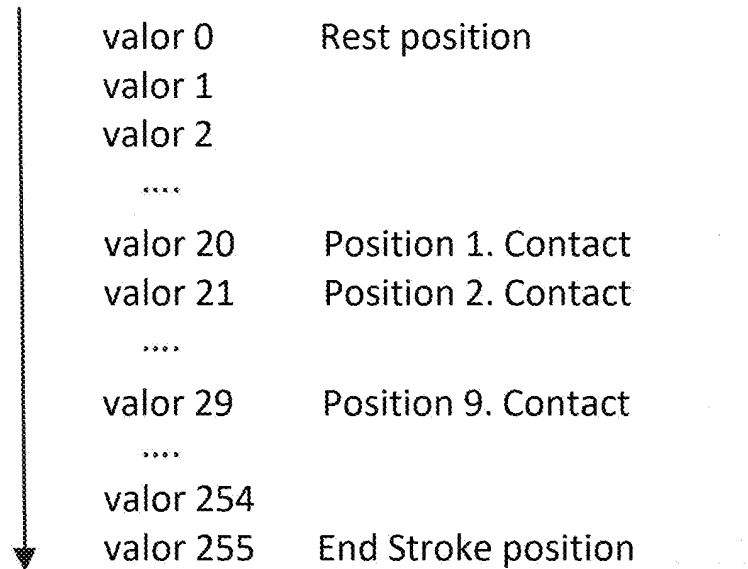 valor 0 Rest position
valor 1
valor 2
....
valor 20 Position 1. Contact
valor 21 Position 2. Contact
....
valor 29 Position 9. Contact
....
valor 254
valor 255 End Stroke position